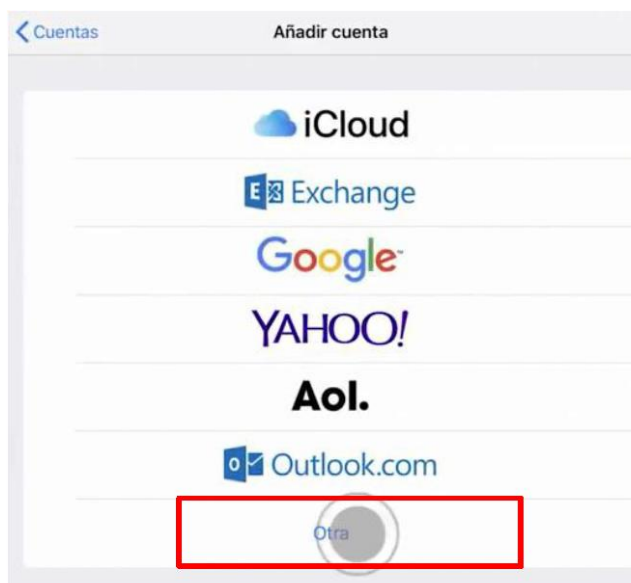 Cuentas
Añadir cuenta
iCloud
Exchange
Google
YAHOO!
Aol.
Outlook.com
Otra